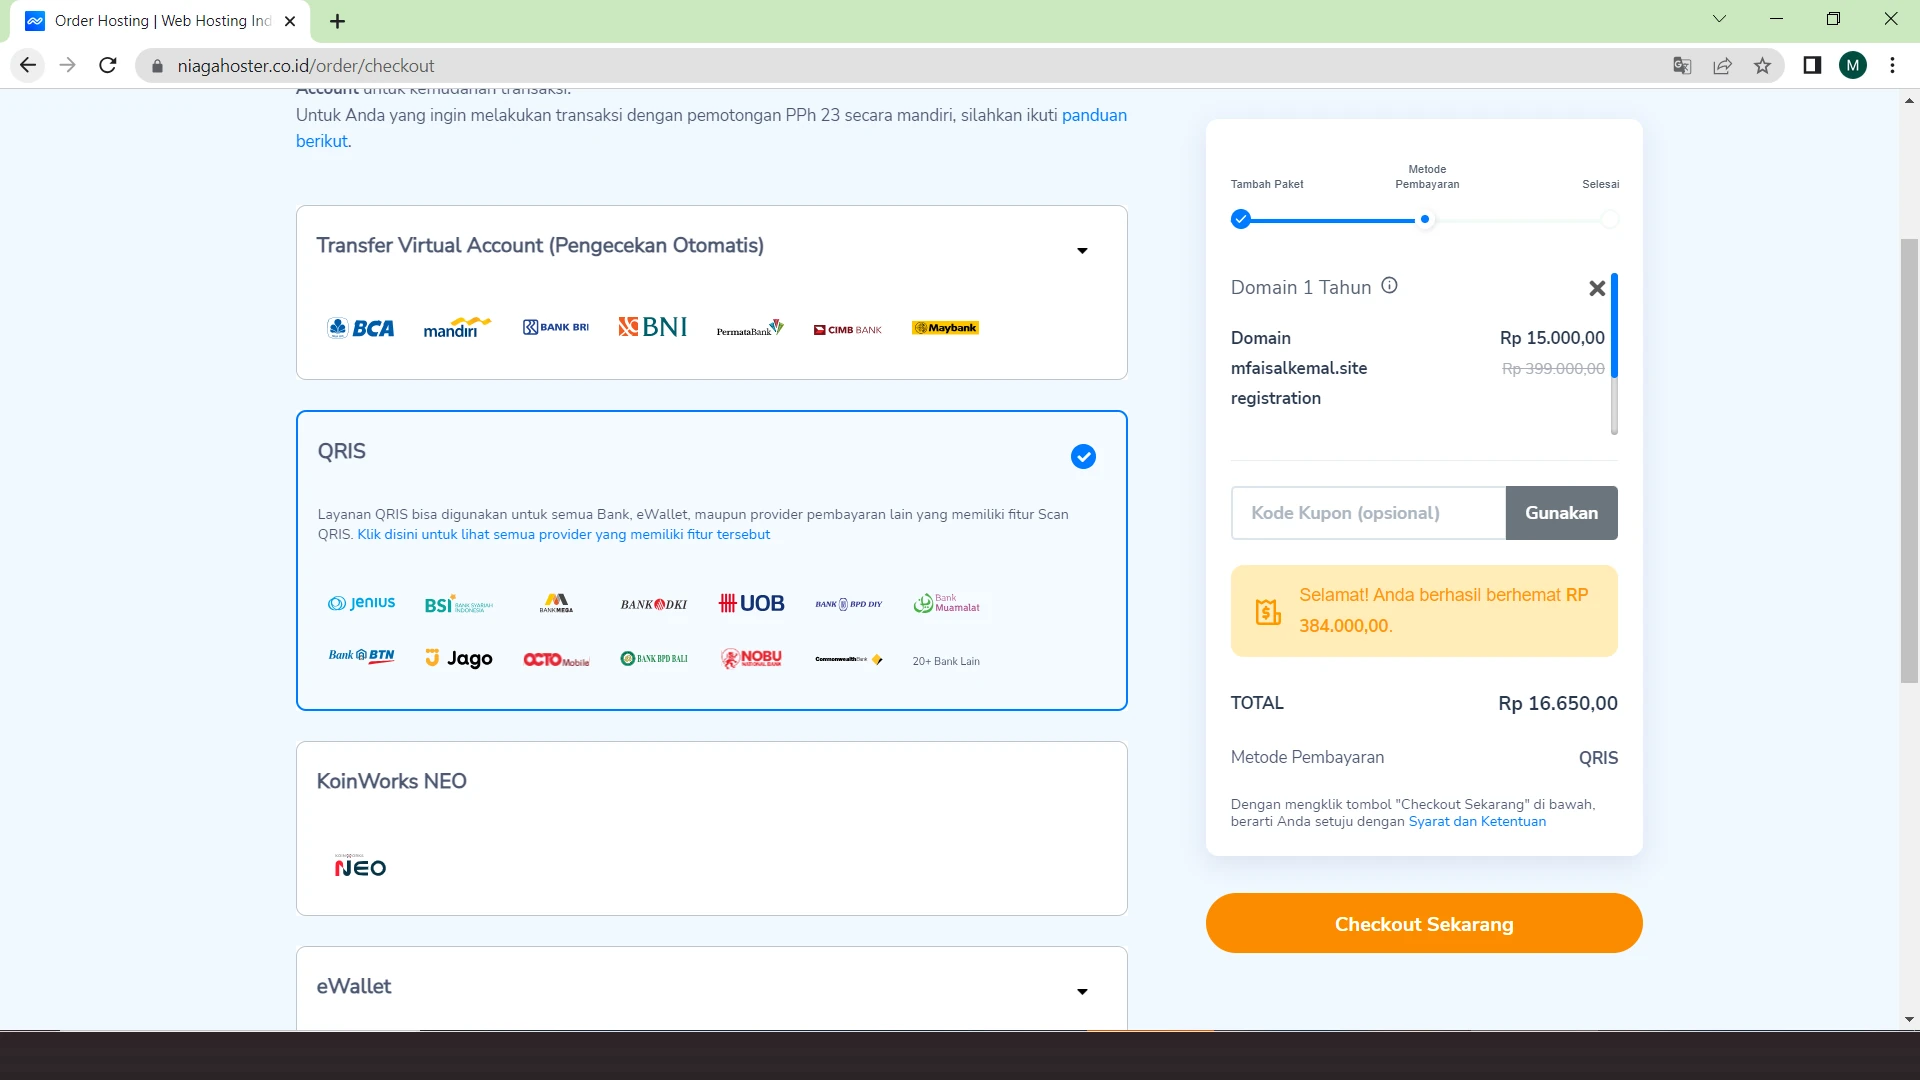 Order Hosting | Web Hosting Ind
niagahoster.co.id/order/checkout
M
Account untuk kemudahan transaksi.
Untuk Anda yang ingin melakukan transaksi dengan pemotongan PPh 23 secara mandiri, silahkan ikuti panduan
berikut.
Transfer Virtual Account (Pengecekan Otomatis)
BCA mandiri BANK BRI BNI PermataBank CIMB BANK Maybank
QRIS
Layanan QRIS bisa digunakan untuk semua Bank, eWallet, maupun provider pembayaran lain yang memiliki fitur Scan
QRIS. Klik disini untuk lihat semua provider yang memiliki fitur tersebut
Jenius BSI BANK SYARIAH INDONESIA BANK MEGA BANK DKI UOB BANK BPD DIY Bank Muamalat
Bank BTN Jago OCTO Mobile BANK BPD BALI NOBU NATIONAL BANK CommonwealthBank 20+ Bank Lain
KoinWorks NEO
NEO
eWallet
Tambah Paket
Metode
Pembayaran
Selesai
Domain 1 Tahun
Domain Rp 15.000,00
mfaisalkemal.site Rp 399.000,00
registration
Kode Kupon (opsional) Gunakan
Selamat! Anda berhasil berhemat RP
384.000,00.
TOTAL Rp 16.650,00
Metode Pembayaran QRIS
Dengan mengklik tombol "Checkout Sekarang" di bawah,
berarti Anda setuju dengan Syarat dan Ketentuan
Checkout Sekarang